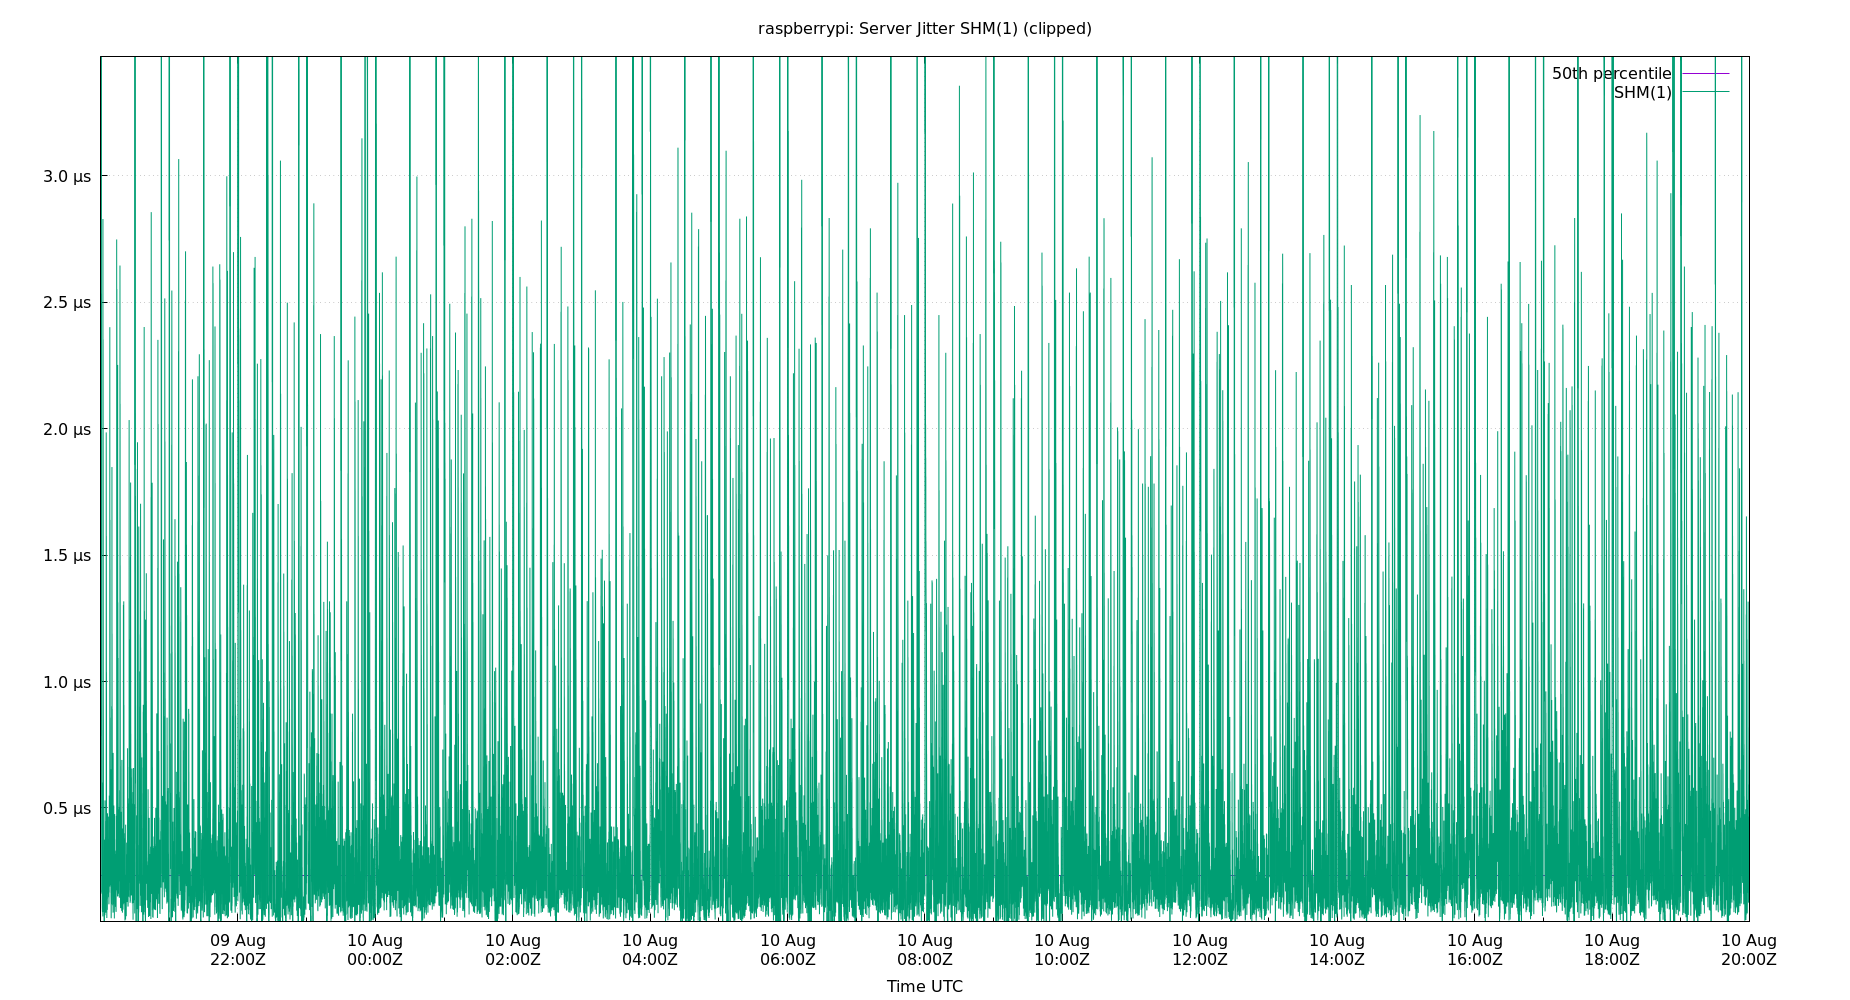 raspberrypi: Server Jitter SHM(1) (clipped)
50th percentile
SHM(1)
3.0 μs
2.5 μs
2.0 μs
1.5 μs
1.0 μs
0.5 μs
09 Aug 10 Aug 10 Aug 10 Aug 10 Aug 10 Aug 10 Aug 10 Aug 10 Aug 10 Aug 10 Aug 10 Aug
22:00Z 00:00Z 02:00Z 04:00Z 06:00Z 08:00Z 10:00Z 12:00Z 14:00Z 16:00Z 18:00Z 20:00Z
Time UTC